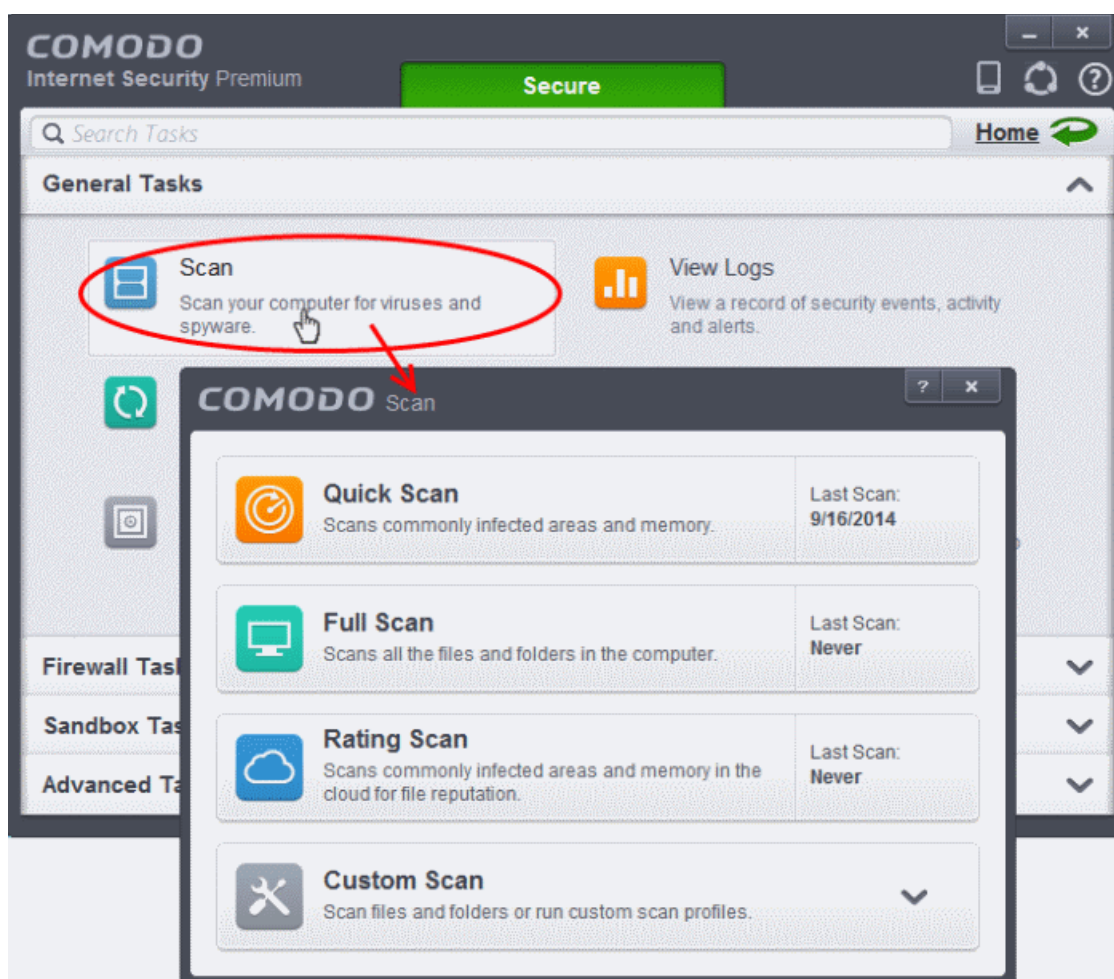 COMODO
Internet Security Premium
Secure
Search Tasks
Home
General Tasks
Scan
Scan your computer for viruses and
spyware.
View Logs
View a record of security events, activity
and alerts.
COMODO Scan
Quick Scan
Scans commonly infected areas and memory.
Last Scan:
9/16/2014
Full Scan
Scans all the files and folders in the computer.
Last Scan:
Never
Rating Scan
Scans commonly infected areas and memory in the
cloud for file reputation.
Last Scan:
Never
Custom Scan
Scan files and folders or run custom scan profiles.
Firewall
Sandbox
Advanced